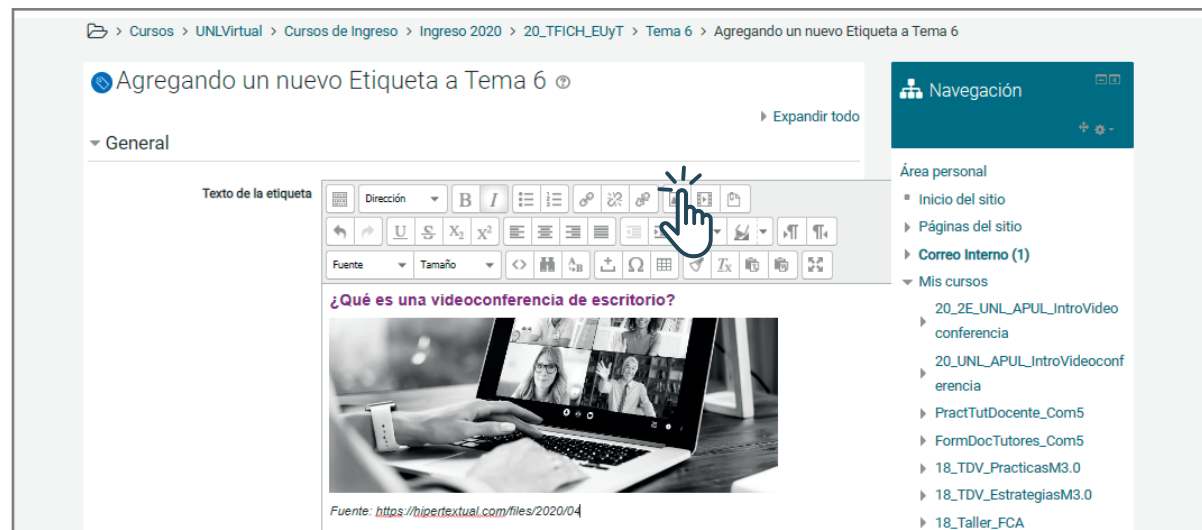 > Cursos > UNLVirtual > Cursos de Ingreso > Ingreso 2020 > 20_TFICH_EUyT > Tema 6 > Agregando un nuevo Etiqueta a Tema 6
Agregando un nuevo Etiqueta a Tema 6
Expandir todo
General
Texto de la etiqueta
Dirección
B I
U S X₂ X²
Fuente Tamaño
¿Qué es una videoconferencia de escritorio?
Fuente: https://hipertextual.com/files/2020/04
Navegación
Área personal
Inicio del sitio
Páginas del sitio
Correo Interno (1)
Mis cursos
20_2E_UNL_APUL_IntroVideo
conferencia
20_UNL_APUL_IntroVideoconf
erencia
PractTutDocente_Com5
FormDocTutores_Com5
18_TDV_PracticasM3.0
18_TDV_EstrategiasM3.0
18_Taller_FCA